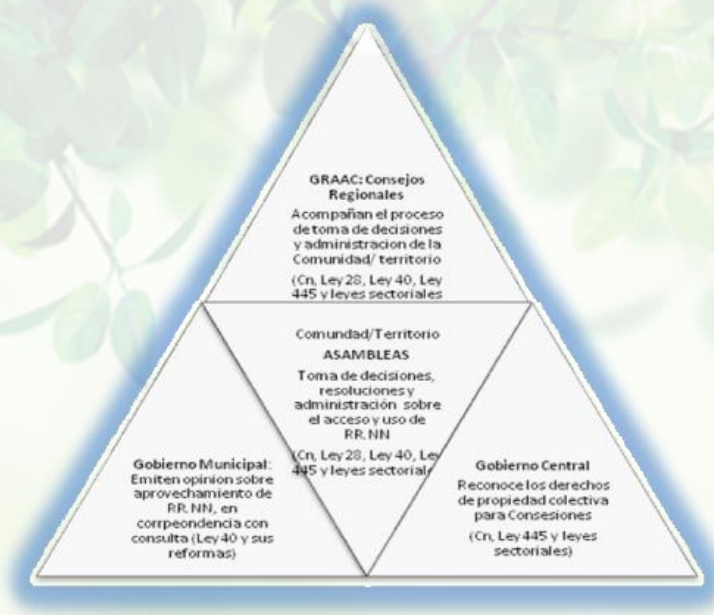 GRAAC: Consejos
Regionales
Acompañan el proceso
de toma de decisiones
y administracion de la
Comunidad/ territorio
(Cn, Ley 28, Ley 40, Ley
445 y leyes sectoriales
Comundad/Territorio
ASAMBLEAS
Toma de decisiones,
resoluciones y
administración sobre
el acceso y uso de
RR. NN
(Cn, Ley 28, Ley 40, Ley
445 y leyes sectoriale
Gobierno Municipal:
Emiten opinion sobre
aprovechamiento de
RR. NN, en
corrpeondencia con
consulta (Ley 40 y sus
reformas)
Gobierno Central
Reconoce los derechos
de propiedad colectiva
para Consesiones
(Cn, Ley 445 y leyes
sectoriales)